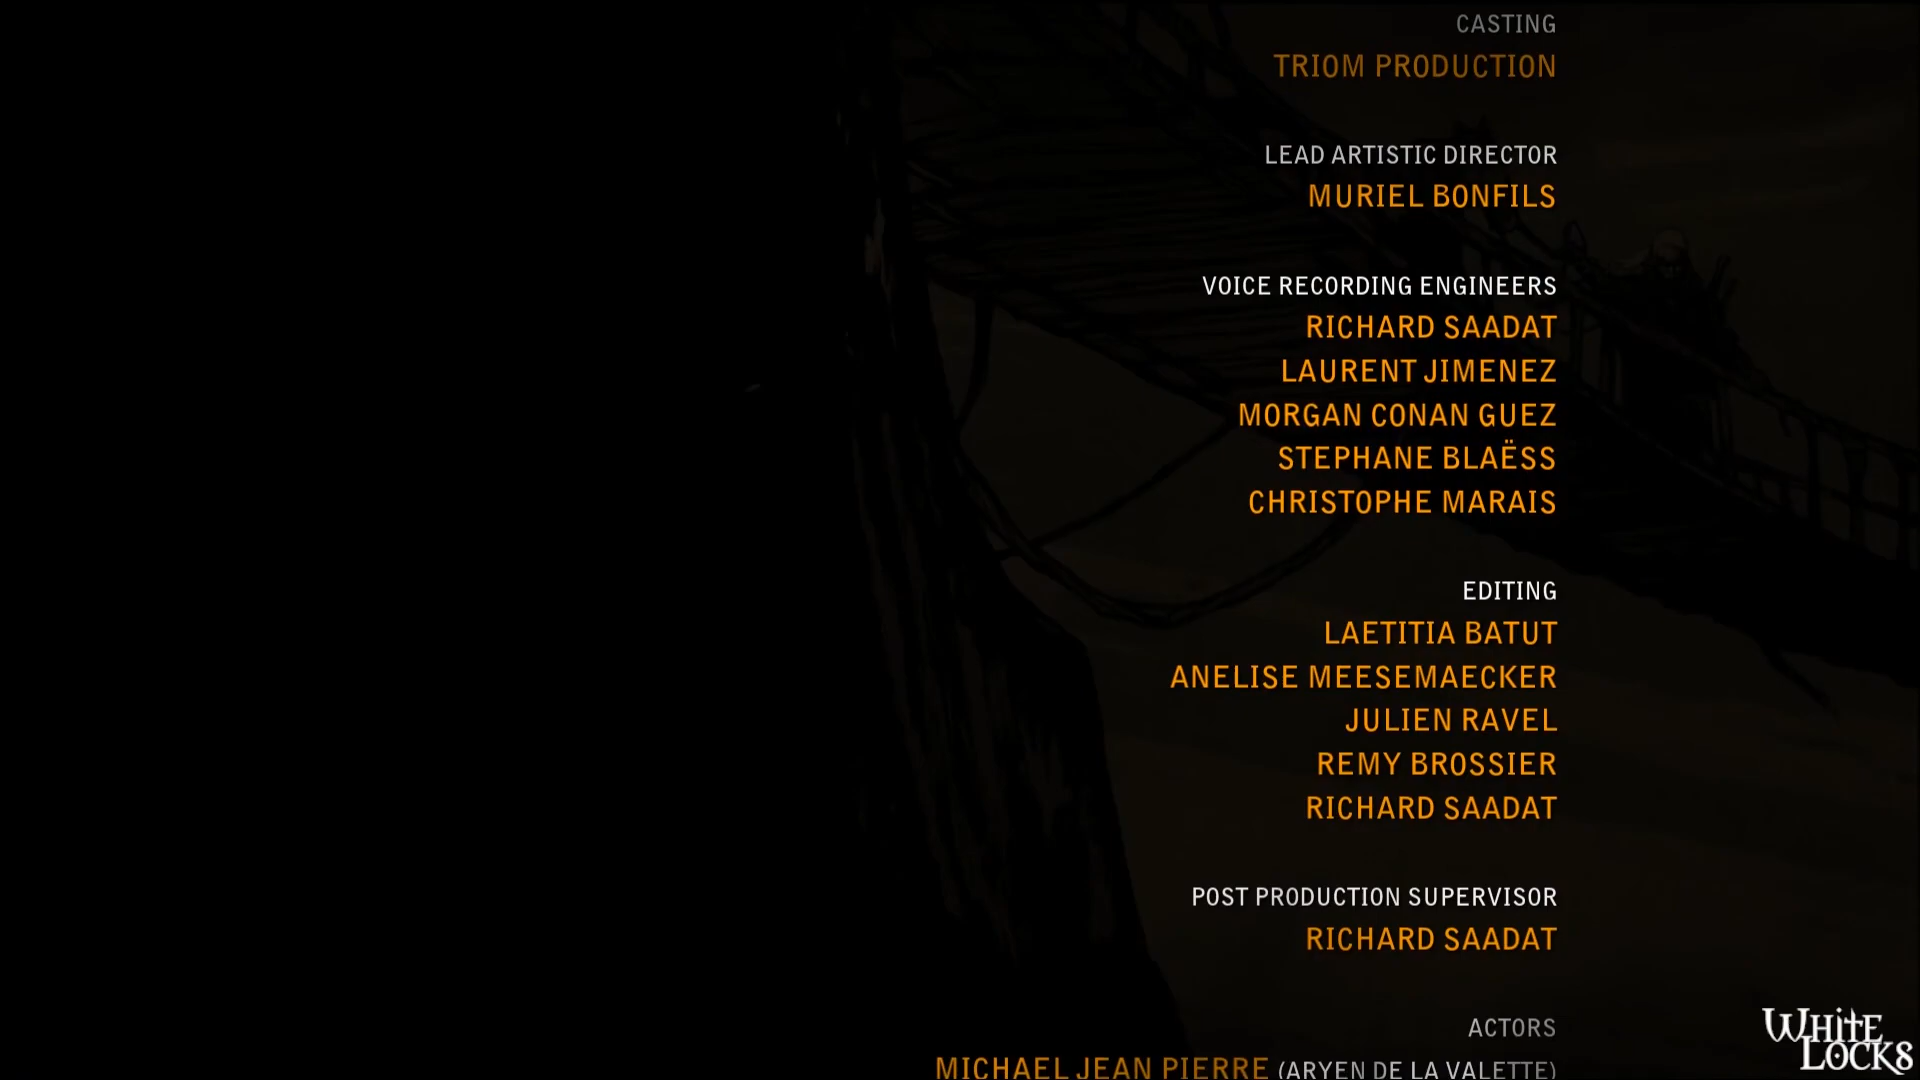 CASTING
TRIOM PRODUCTION
LEAD ARTISTIC DIRECTOR
MURIEL BONFILS
VOICE RECORDING ENGINEERS
RICHARD SAADAT
LAURENT JIMENEZ
MORGAN CONAN GUEZ
STEPHANE BLAËSS
CHRISTOPHE MARAIS
EDITING
LAETITIA BATUT
ANELISE MEESEMAECKER
JULIEN RAVEL
REMY BROSSIER
RICHARD SAADAT
POST PRODUCTION SUPERVISOR
RICHARD SAADAT
ACTORS
MICHAEL JEAN PIERRE (ARYEN DE LA VALETTE)
WHITE
LOCKS